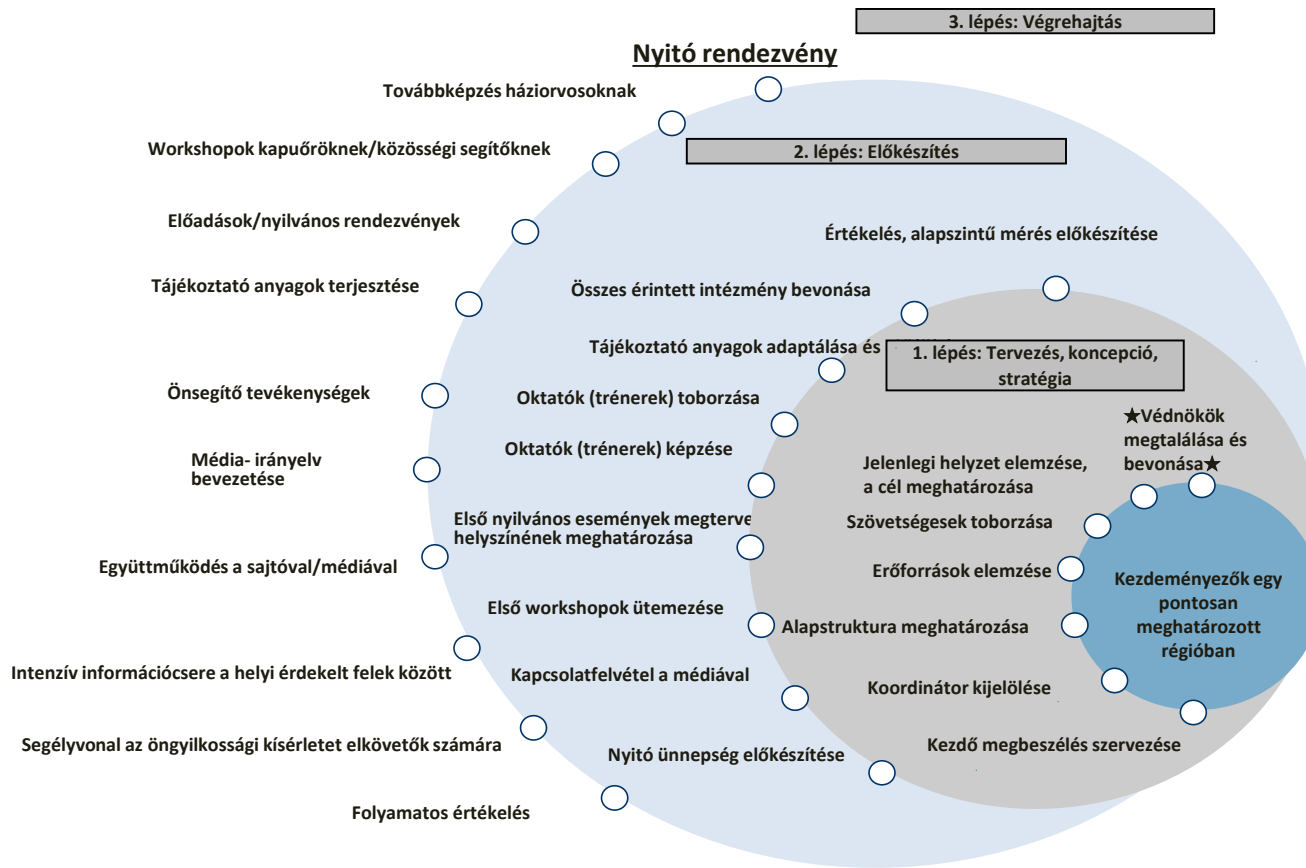 3. lépés: Végrehajtás
Nyitó rendezvény
Továbbképzés háziorvosoknak
Workshopok kapuőröknek/közösségi segítőknek
2. lépés: Előkészítés
Előadások/nyilvános rendezvények
Értékelés, alapszintű mérés előkészítése
Tájékoztató anyagok terjesztése
Összes érintett intézmény bevonása
Tájékoztató anyagok adaptálása és
1. lépés: Tervezés, koncepció,
stratégia
Önsegítő tevékenységek
Oktatók (trénerek) toborzása
★Védnökök
megtalálása és
bevonása★
Oktatók (trénerek) képzése
Média- irányelv
bevezetése
Jelenlegi helyzet elemzése,
a cél meghatározása
Első nyilvános események megterve
helyszínének meghatározása
Szövetségesek toborzása
Együttműködés a sajtóval/médiával
Erőforrások elemzése
Kezdeményezők egy
pontosan
meghatározott
régióban
Első workshopok ütemezése
Alapstruktura meghatározása
Intenzív információcsere a helyi érdekelt felek között
Kapcsolatfelvétel a médiával
Koordinátor kijelölése
Segélyvonal az öngyilkossági kísérletet elkövetők számára
Nyitó ünnepség előkészítése
Kezdő megbeszélés szervezése
Folyamatos értékelés